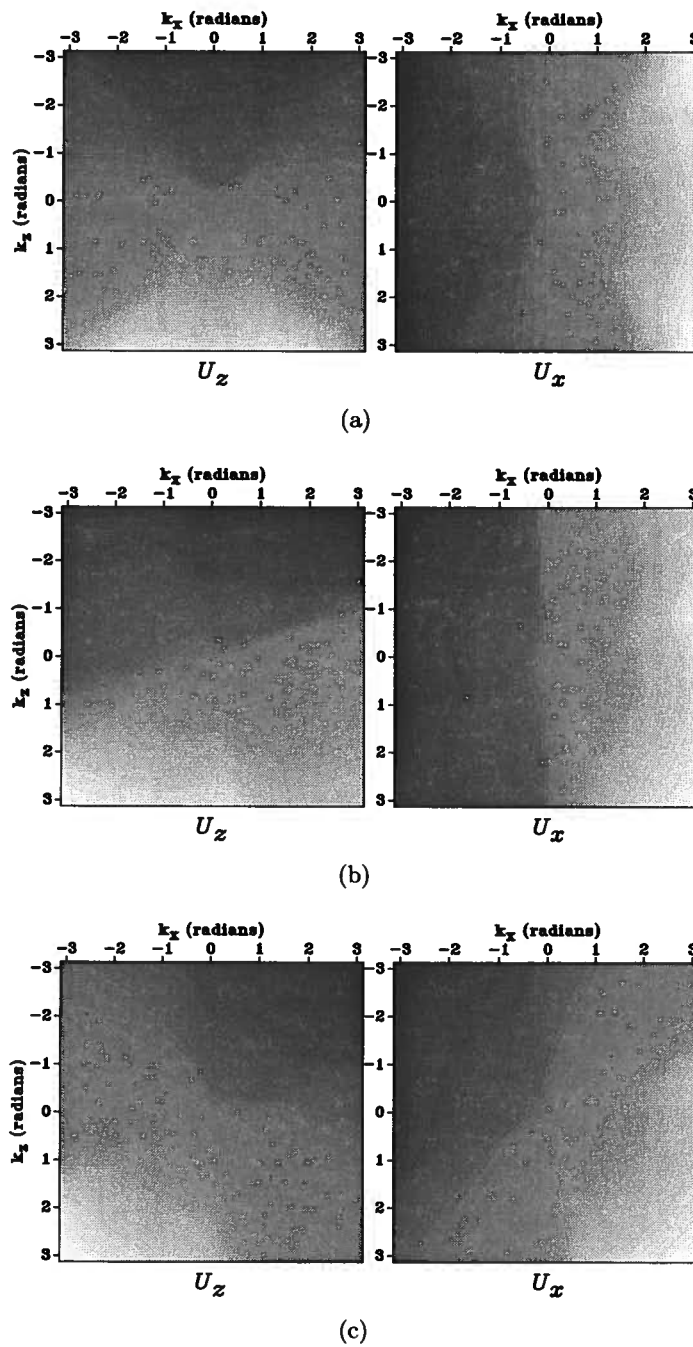 k_x (radians) k_x (radians)
-3 -2 -1 0 1 2 3 -3 -2 -1 0 1 2 3
k_z (radians)
-3 -2 -1 0 1 2 3
-3 -2 -1 0 1 2 3
U_z U_x
(a)
k_x (radians) k_x (radians)
-3 -2 -1 0 1 2 3 -3 -2 -1 0 1 2 3
k_z (radians)
-3 -2 -1 0 1 2 3
-3 -2 -1 0 1 2 3
U_z U_x
(b)
k_x (radians) k_x (radians)
-3 -2 -1 0 1 2 3 -3 -2 -1 0 1 2 3
k_z (radians)
-3 -2 -1 0 1 2 3
-3 -2 -1 0 1 2 3
U_z U_x
(c)